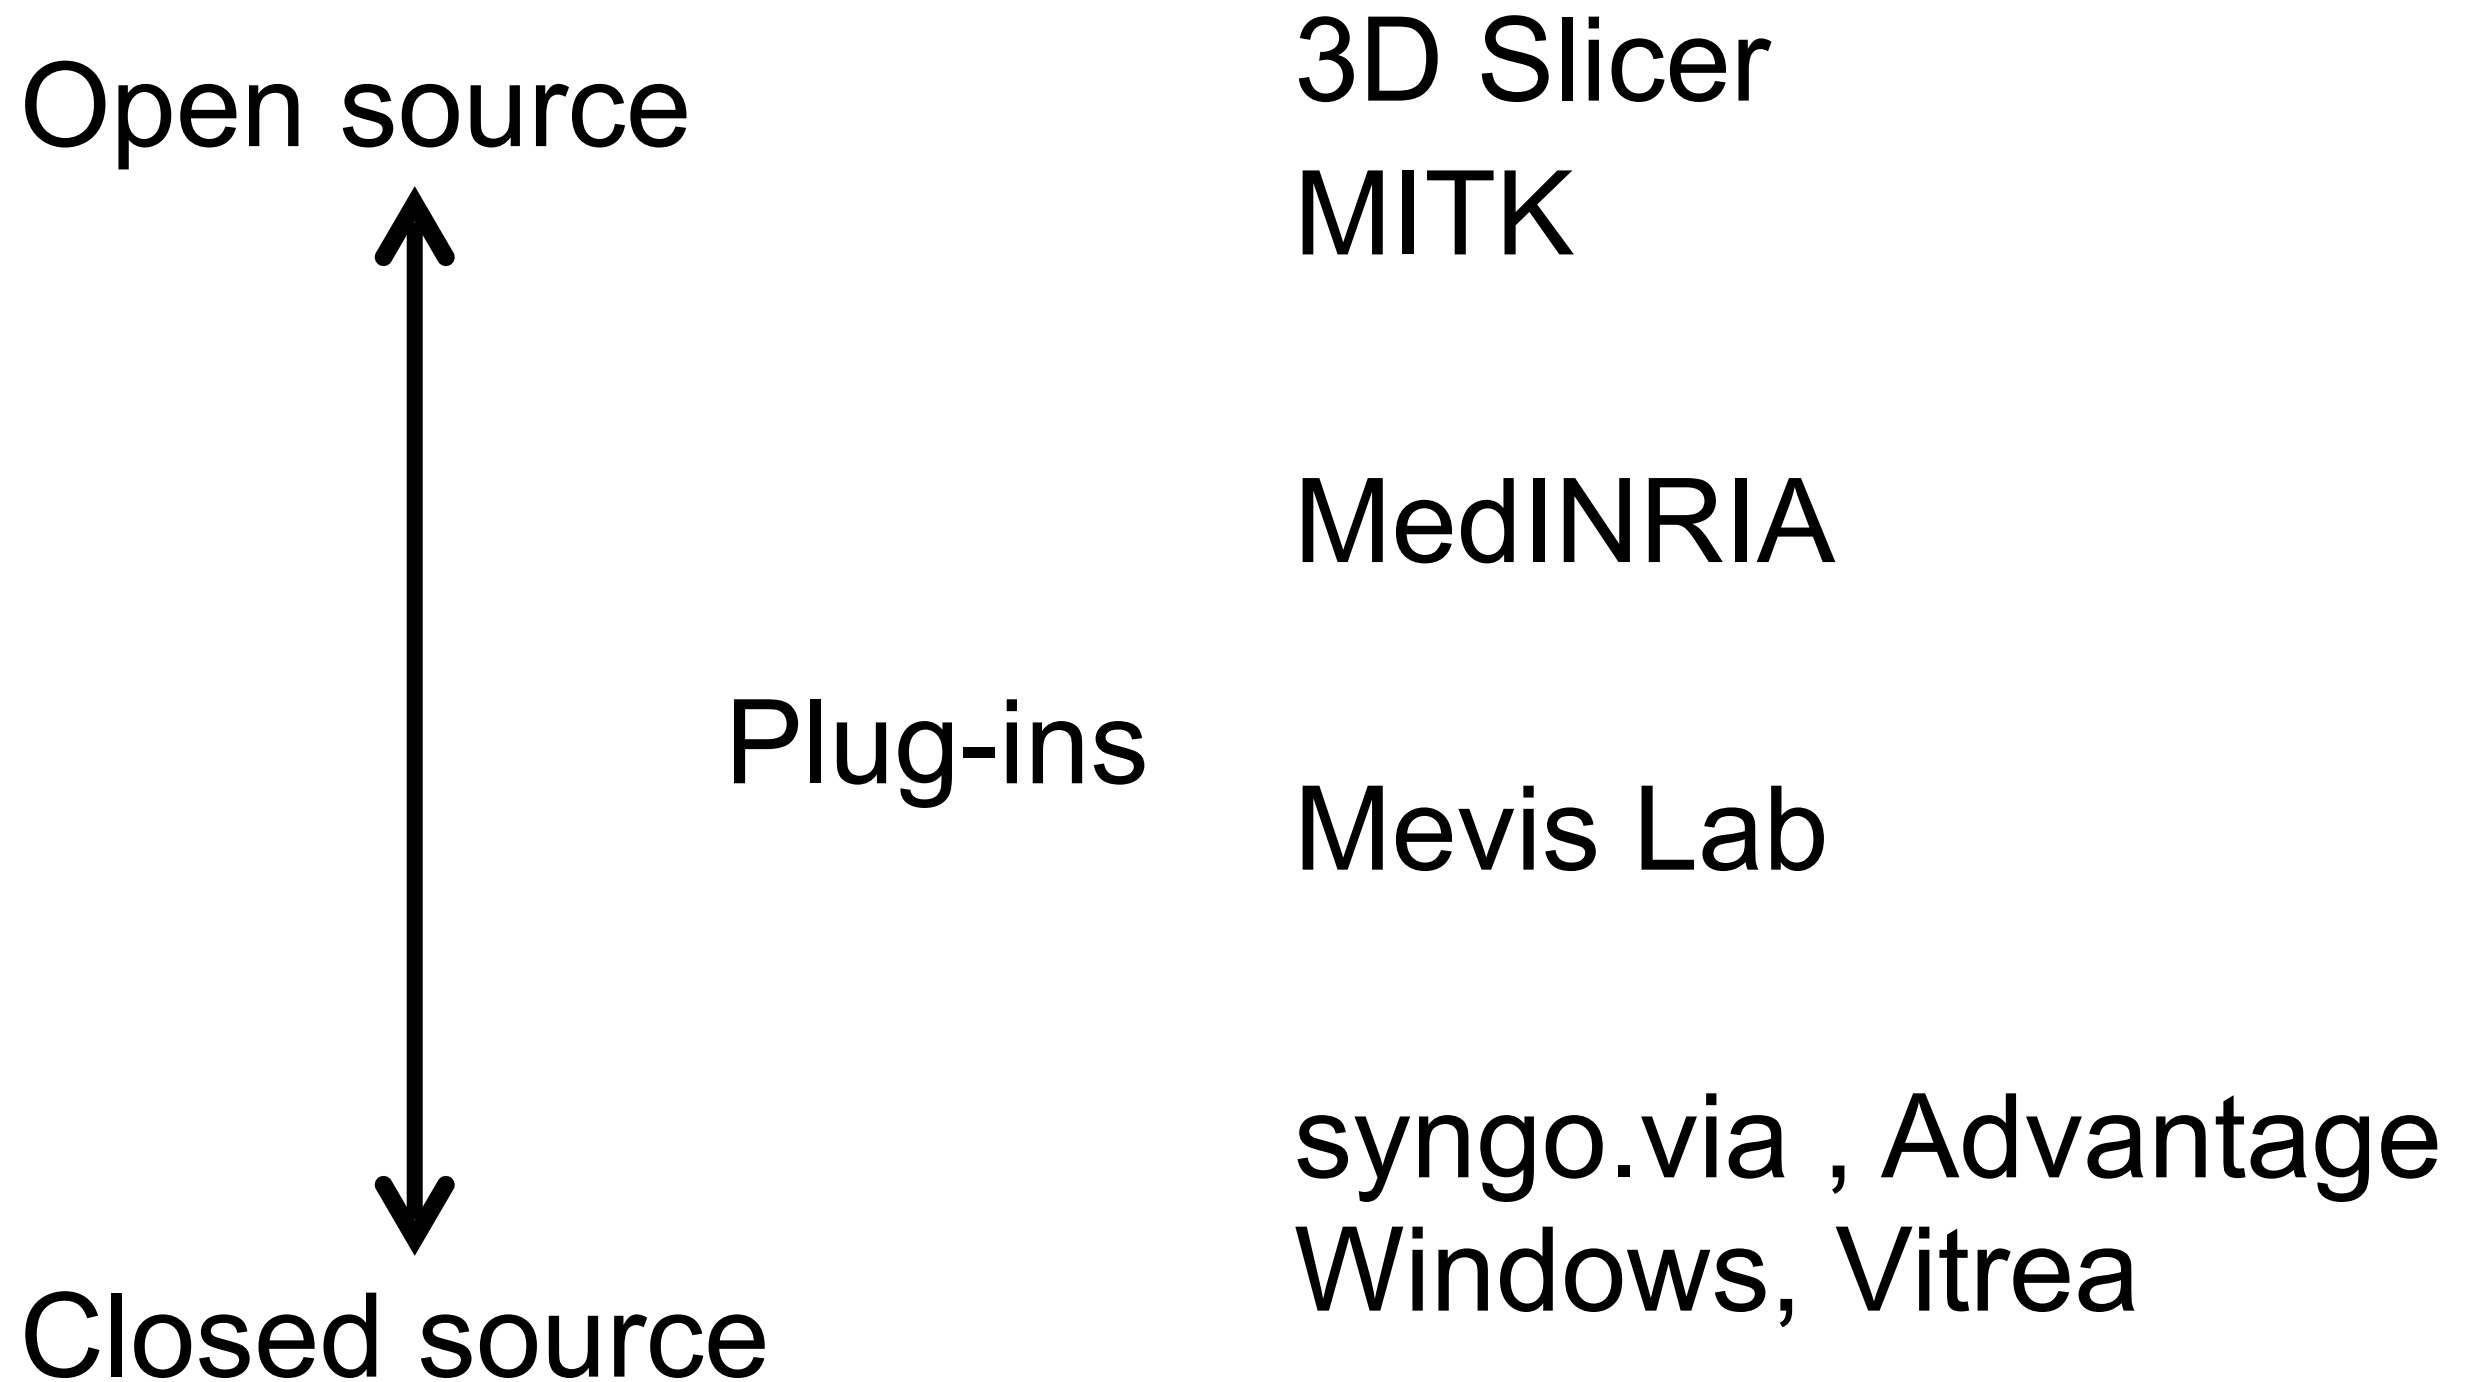 Open source
Plug-ins
Closed source
3D Slicer
MITK
MedINRIA
Mevis Lab
syngo.via , Advantage
Windows, Vitrea